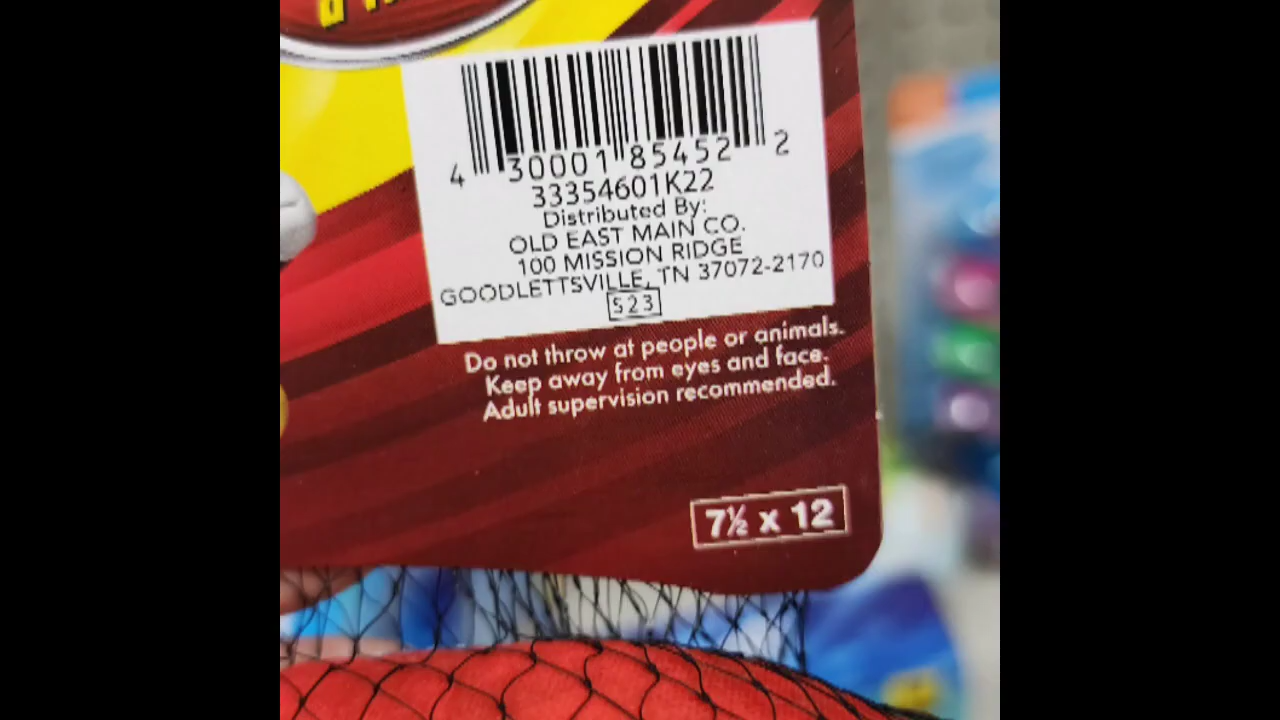 4 30001 85452 2
33354601K22
Distributed By:
OLD EAST MAIN CO.
100 MISSION RIDGE
GOODLETTSVILLE, TN 37072-2170
S23
Do not throw at people or animals.
Keep away from eyes and face.
Adult supervision recommended.
7½ x 12